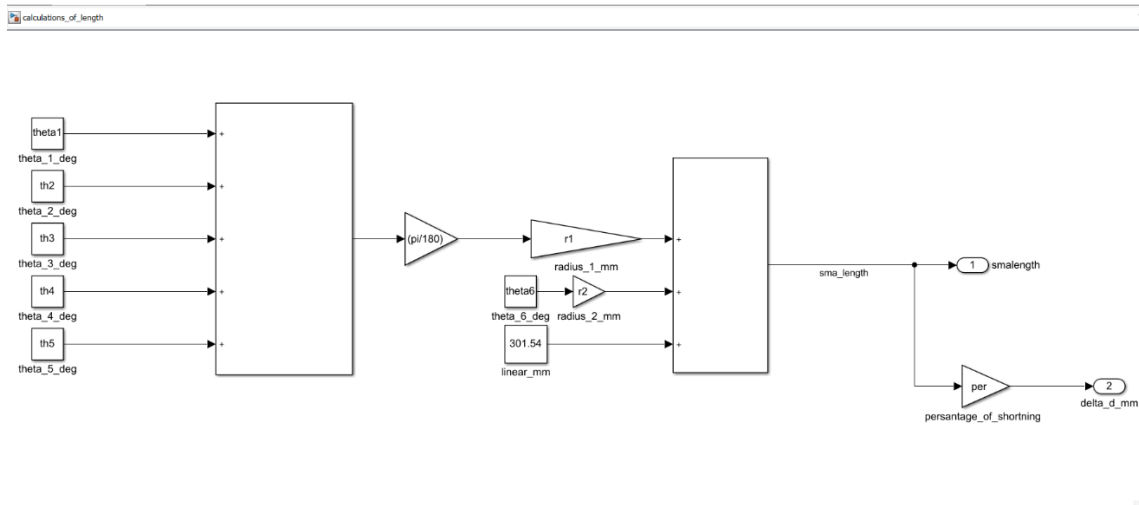 calculations_of_length
theta1
theta_1_deg
th2
theta_2_deg
th3
theta_3_deg
th4
theta_4_deg
th5
theta_5_deg
+
+
+
+
+
(pi/180)
r1
radius_1_mm
theta6
theta_6_deg
r2
radius_2_mm
301.54
linear_mm
+
+
+
sma_length
1
smalength
per
persantage_of_shortning
2
delta_d_mm